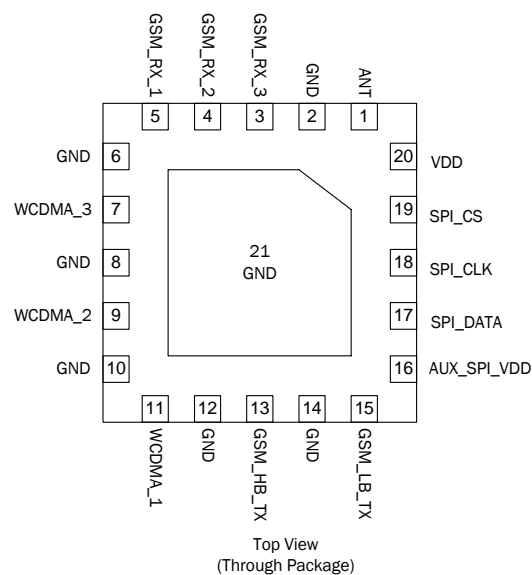 GSM_RX_1
GSM_RX_2
GSM_RX_3
GND
ANT
5
4
3
2
1
GND
6
20
VDD
WCDMA_3
7
19
SPI_CS
GND
8
21
GND
18
SPI_CLK
WCDMA_2
9
17
SPI_DATA
GND
10
16
AUX_SPI_VDD
11
12
13
14
15
WCDMA_1
GND
GSM_HB_TX
GND
GSM_LB_TX
Top View
(Through Package)